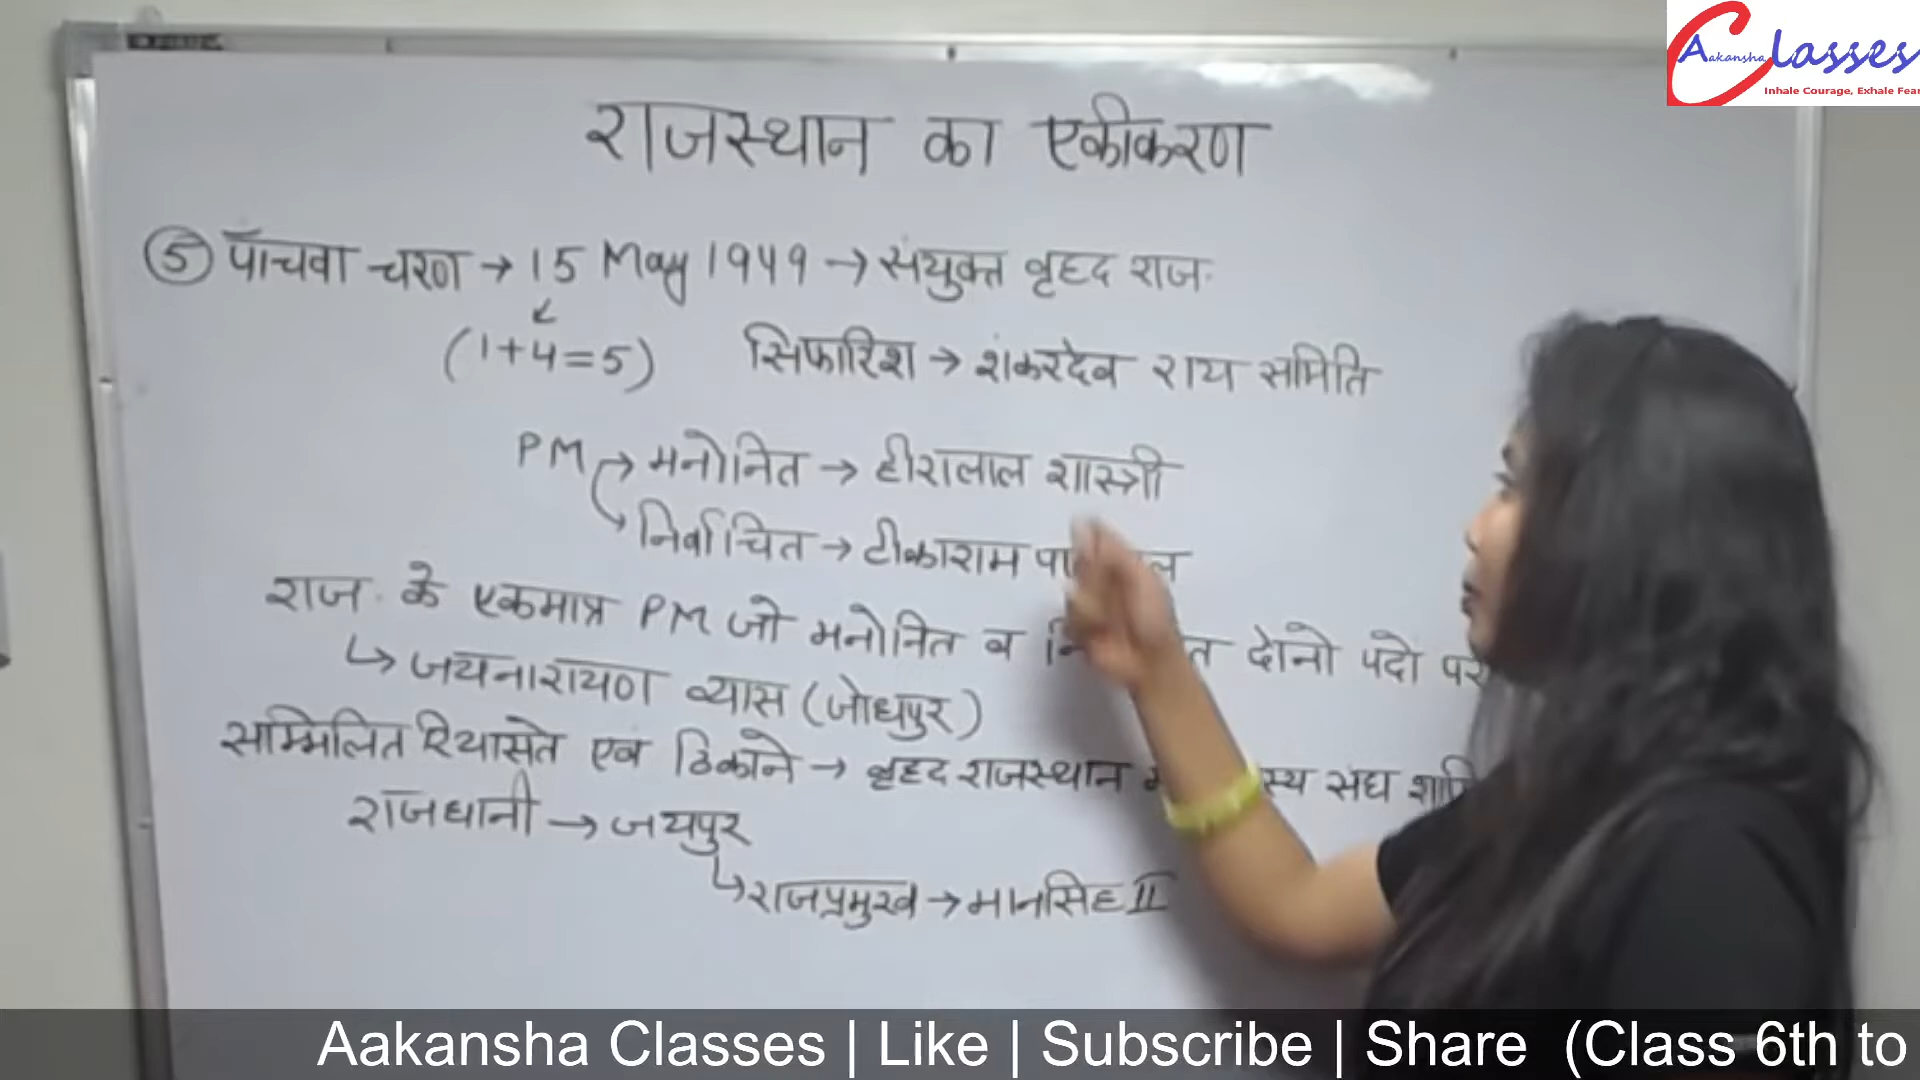 Aakansha Classes
Inhale Courage, Exhale Fear
राजस्थान का एकीकरण
⑤ पाँचवा चरण → 15 May 1949 → संयुक्त वृहद राज.
(1+4=5) सिफारिश → शंकरदेव राय समिति
PM → मनोनित → हीरालाल शास्त्री
→ निर्वाचित → टीकाराम
राज. के एकमात्र PM जो मनोनित व दोनो पदो पर
↳ जयनारायण व्यास (जोधपुर)
सम्मिलित रियासते एवं ठिकाने → वृहद राजस्थान संघ
राजधानी → जयपुर
↳ राजप्रमुख → मानसिंह II
Aakansha Classes | Like | Subscribe | Share (Class 6th to